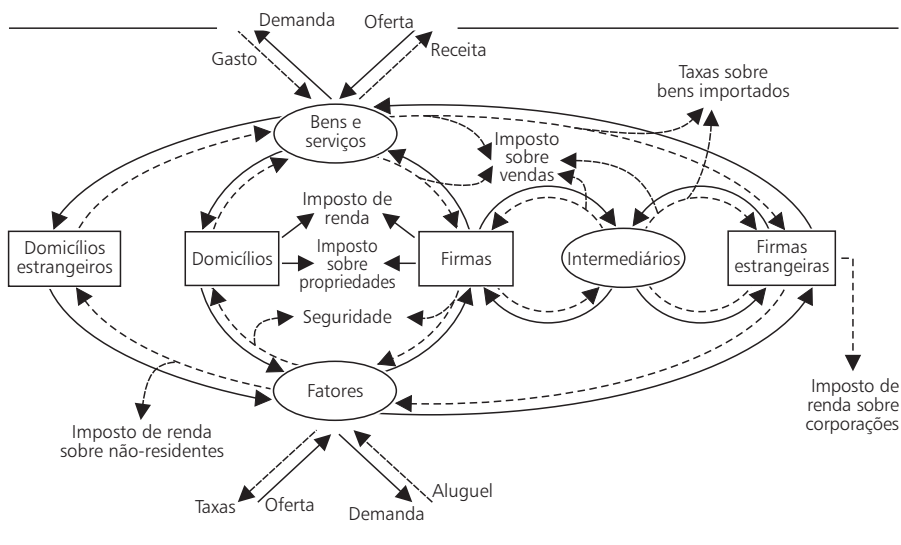 Demanda
Oferta
Gasto
Receita
Taxas sobre
bens importados
Bens e
serviços
Imposto
sobre
vendas
Imposto de
renda
Domicílios
estrangeiros
Domicílios
Imposto
sobre
propriedades
Firmas
Intermediários
Firmas
estrangeiras
Seguridade
Fatores
Imposto de
renda sobre
corporações
Imposto de renda
sobre não-residentes
Taxas
Oferta
Demanda
Aluguel